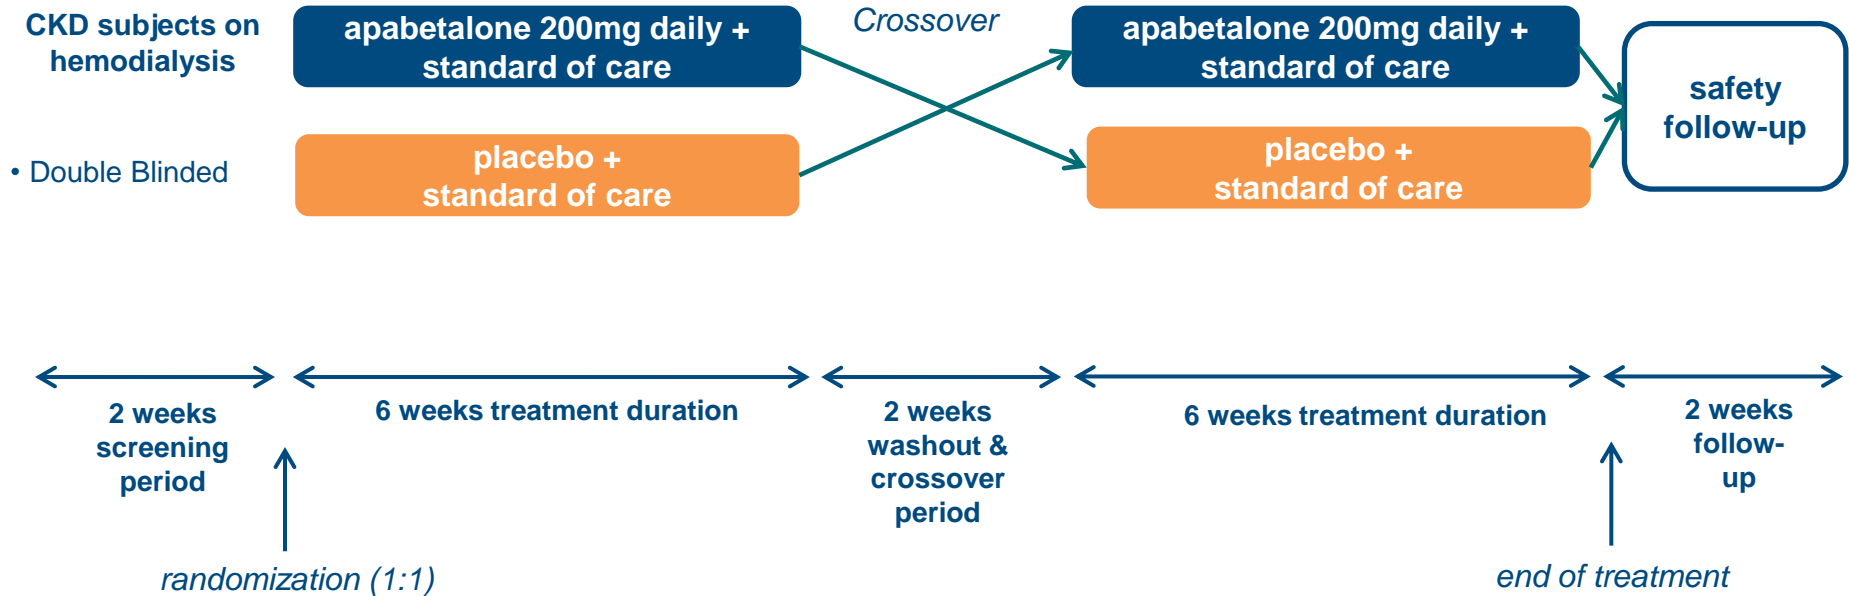 CKD subjects on
hemodialysis
• Double Blinded
apabetalone 200mg daily +
standard of care
placebo +
standard of care
Crossover
apabetalone 200mg daily +
standard of care
placebo +
standard of care
safety
follow-up
2 weeks
screening
period
6 weeks treatment duration
2 weeks
washout &
crossover
period
6 weeks treatment duration
2 weeks
follow-
up
randomization (1:1)
end of treatment